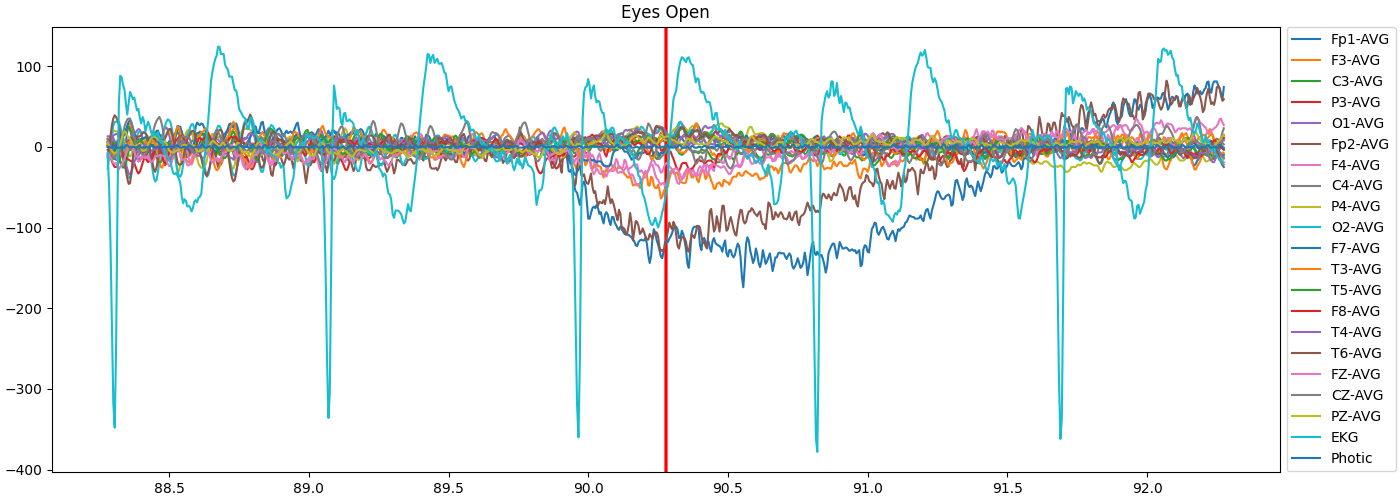 Eyes Open
100
0
−100
−200
−300
−400
88.5 89.0 89.5 90.0 90.5 91.0 91.5 92.0
Fp1-AVG
F3-AVG
C3-AVG
P3-AVG
O1-AVG
Fp2-AVG
F4-AVG
C4-AVG
P4-AVG
O2-AVG
F7-AVG
T3-AVG
T5-AVG
F8-AVG
T4-AVG
T6-AVG
FZ-AVG
CZ-AVG
PZ-AVG
EKG
Photic